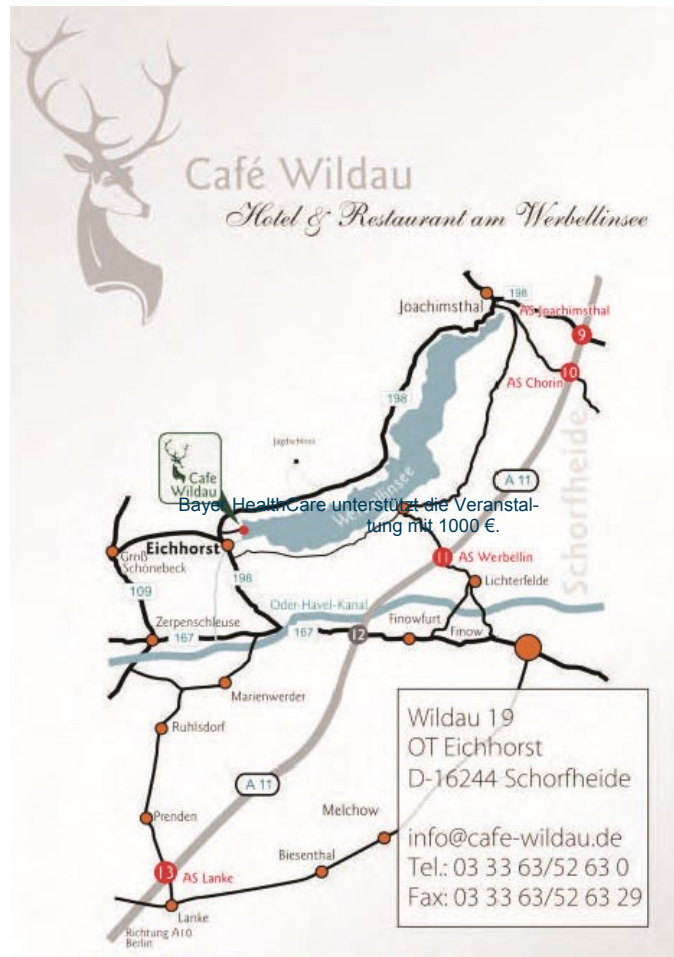 Café Wildau
Hotel & Restaurant am Werbellinsee
Joachimsthal
198
AS Joachimsthal
9
10
AS Chorin
198
Jagdschloss
Schorfheide
Cafe
Wildau
A 11
Werbellinsee
Bayer HealthCare unterstützt die Veranstal-
tung mit 1000 €.
Eichhorst
Groß
Schönebeck
11
AS Werbellin
198
Lichterfelde
109
Oder-Havel-Kanal
Zerpenschleuse
167
167
12
Finowfurt
Finow
Marienwerder
Ruhlsdorf
A 11
Prenden
Melchow
Biesenthal
13
AS Lanke
Lanke
Richtung A10
Berlin
Wildau 19
OT Eichhorst
D-16244 Schorfheide
info@cafe-wildau.de
Tel.: 03 33 63/52 63 0
Fax: 03 33 63/52 63 29